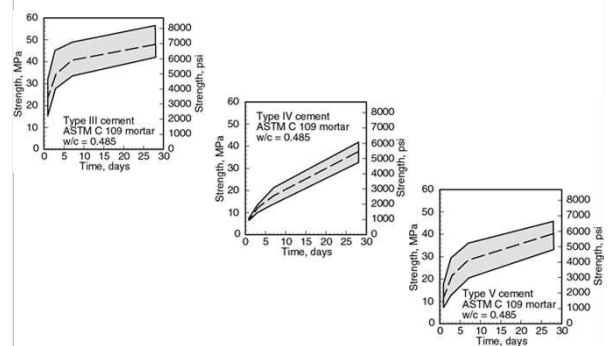 Strength, MPa
60
50
40
30
20
10
0
8000
7000
6000
5000
4000
3000
2000
1000
0
Strength, psi
Type III cement
ASTM C 109 mortar
w/c = 0.485
0 5 10 15 20 25 30
Time, days
Strength, MPa
60
50
40
30
20
10
0
8000
7000
6000
5000
4000
3000
2000
1000
0
Strength, psi
Type IV cement
ASTM C 109 mortar
w/c = 0.485
0 5 10 15 20 25 30
Time, days
Strength, MPa
60
50
40
30
20
10
0
8000
7000
6000
5000
4000
3000
2000
1000
0
Strength, psi
Type V cement
ASTM C 109 mortar
w/c = 0.485
0 5 10 15 20 25 30
Time, days